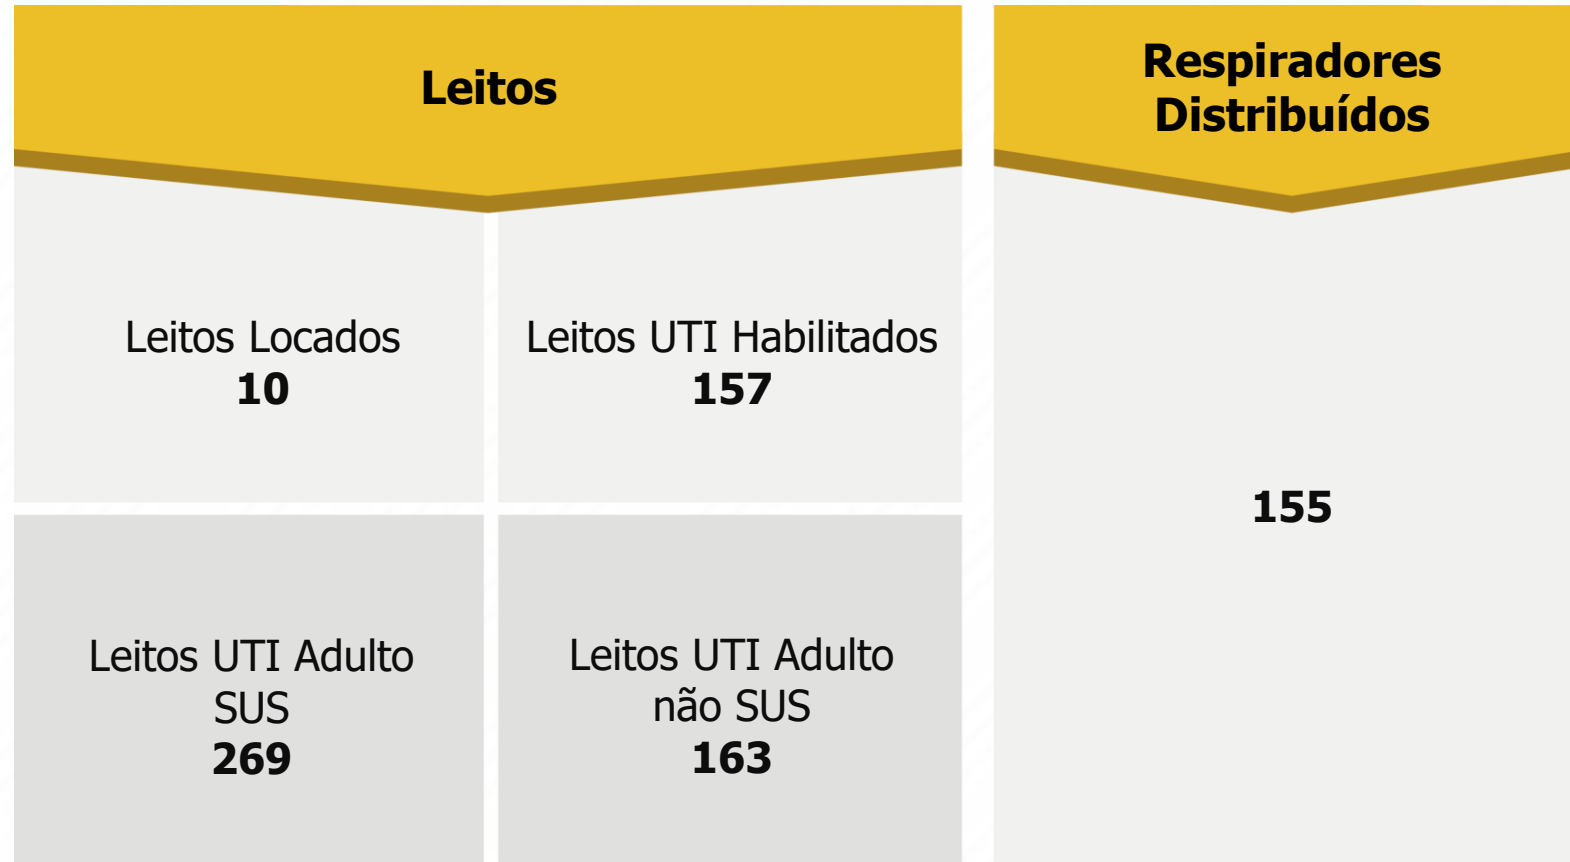 Leitos
Leitos Locados
10
Leitos UTI Habilitados
157
Leitos UTI Adulto
SUS
269
Leitos UTI Adulto
não SUS
163
Respiradores
Distribuídos
155